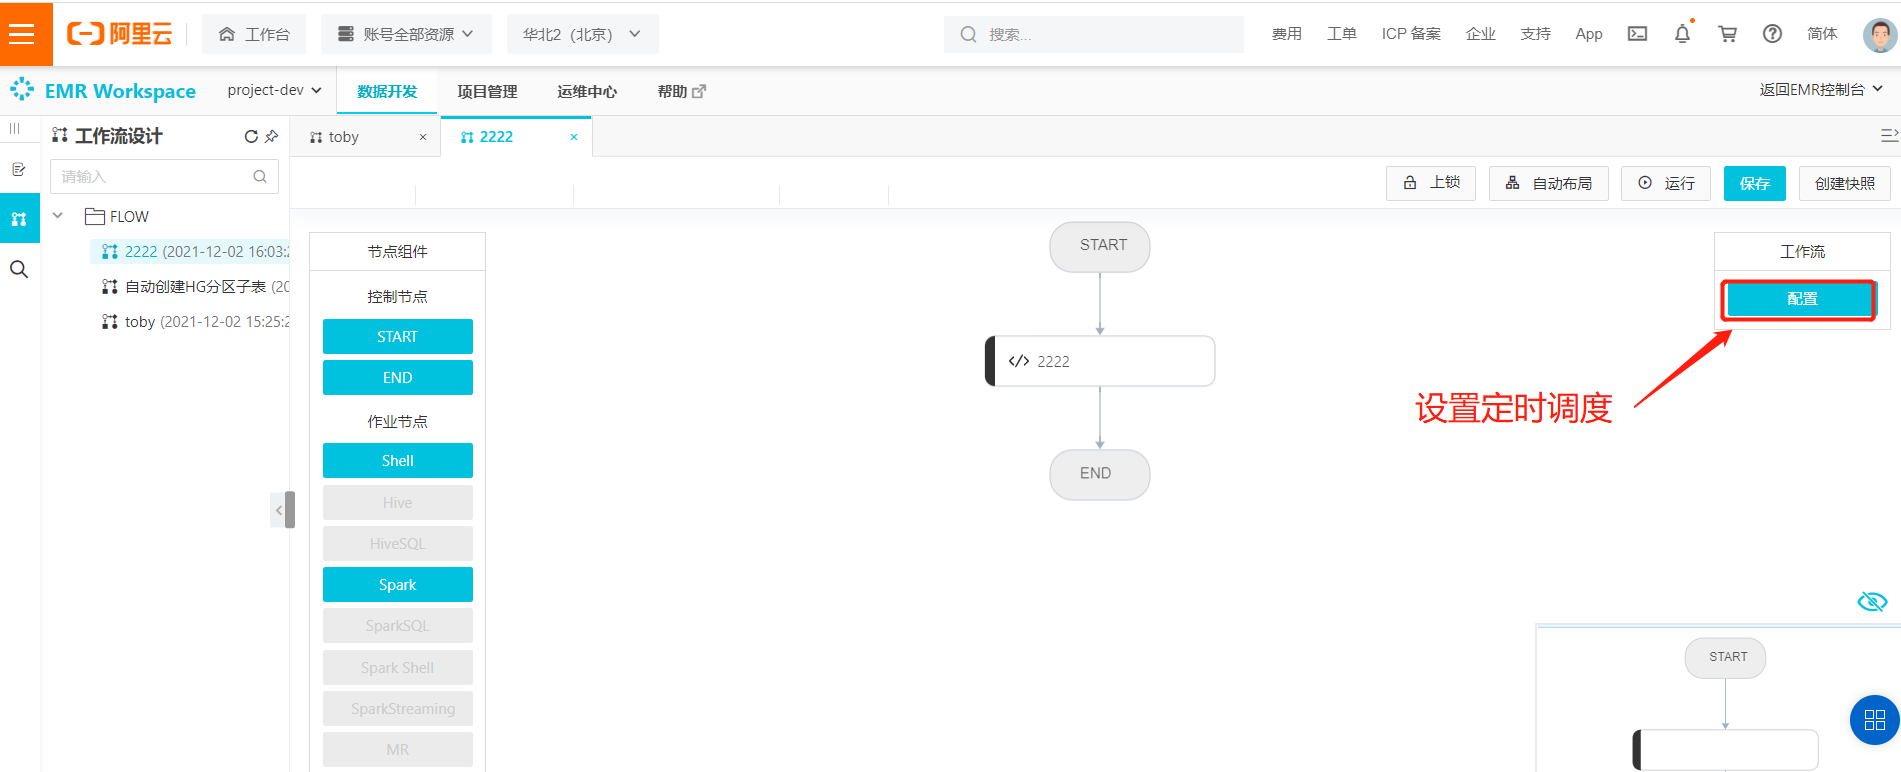 阿里云
工作台
账号全部资源
华北2（北京）
搜索...
费用
工单
ICP 备案
企业
支持
App
简体
EMR Workspace
project-dev
数据开发
项目管理
运维中心
帮助
返回EMR控制台
工作流设计
toby
2222
请输入
上锁
自动布局
运行
保存
创建快照
FLOW
2222 (2021-12-02 16:03:2
自动创建HG分区子表 (20
toby (2021-12-02 15:25:2
节点组件
控制节点
START
END
作业节点
Shell
Hive
HiveSQL
Spark
SparkSQL
Spark Shell
SparkStreaming
MR
START
</> 2222
END
工作流
配置
设置定时调度
START